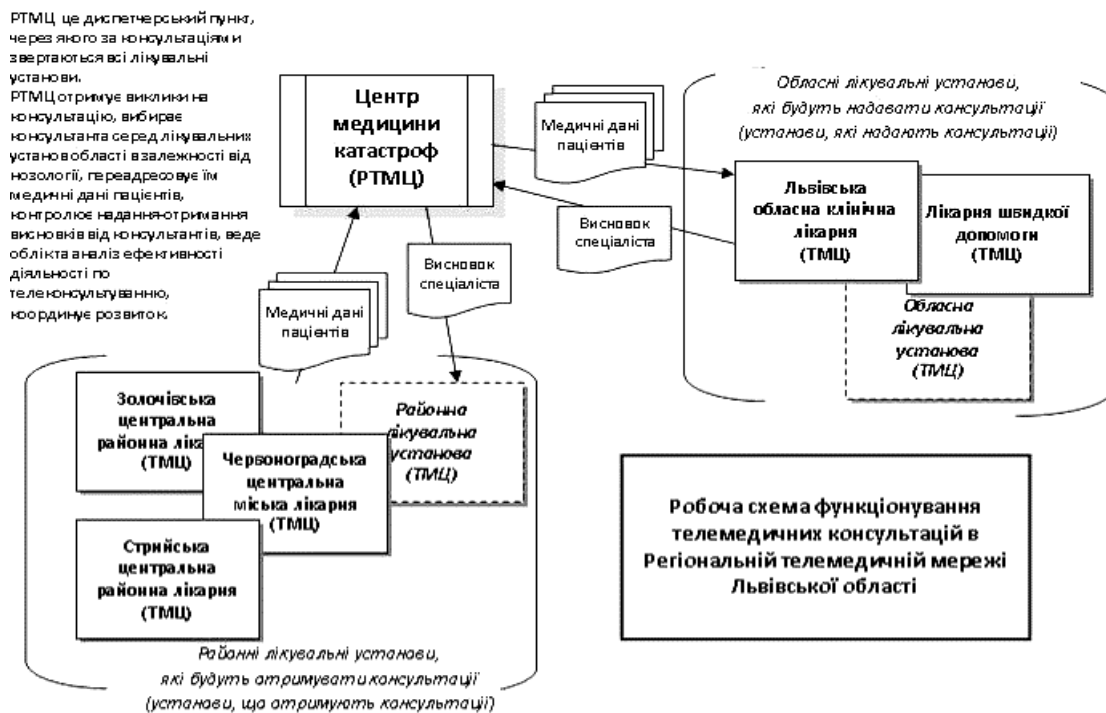 РТМЦ це диспетчерський пункт,
через якого за консультаціями
звертаються всі лікувальні
установи.
РТМЦ отримує виклики на
консультацію, вибирає
консультанта серед лікувальних
установ області в залежності від
нозології, переадресовує їм
медичні дані пацієнтів,
контролює надання-отримання
висновків від консультантів, веде
облік та аналіз ефективності
діяльності по
телеконсультуванню,
координує розвиток.
Центр
медицини
катастроф
(РТМЦ)
Медичні дані
пацієнтів
Висновок
спеціаліста
Обласні лікувальні установи,
які будуть надавати консультації
(установи, які надають консультації)
Львівська
обласна клінічна
лікарня
(ТМЦ)
Лікарня швидкої
допомоги
(ТМЦ)
Обласна
лікувальна
установа
(ТМЦ)
Висновок
спеціаліста
Медичні дані
пацієнтів
Золочівська
центральна
районна ліка
(ТМЦ)
Червоноградська
центральна
міська лікарня
(ТМЦ)
Районна
лікувальна
установа
(ТМЦ)
Стрийська
центральна
районна лікарня
(ТМЦ)
Районні лікувальні установи,
які будуть отримувати консультації
(установи, що отримують консультації)
Робоча схема функціонування
телемедичних консультацій в
Регіональній телемедичній мережі
Львівської області